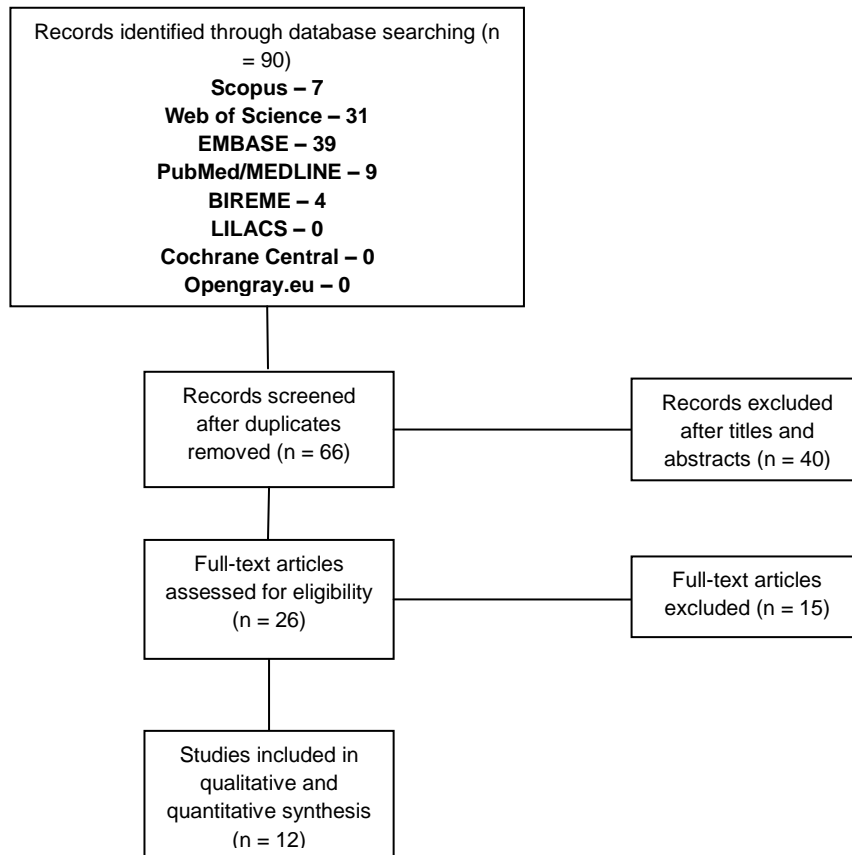 Records identified through database searching (n
= 90)
Scopus – 7
Web of Science – 31
EMBASE – 39
PubMed/MEDLINE – 9
BIREME – 4
LILACS – 0
Cochrane Central – 0
Opengray.eu – 0
Records screened
after duplicates
removed (n = 66)
Records excluded
after titles and
abstracts (n = 40)
Full-text articles
assessed for eligibility
(n = 26)
Full-text articles
excluded (n = 15)
Studies included in
qualitative and
quantitative synthesis
(n = 12)